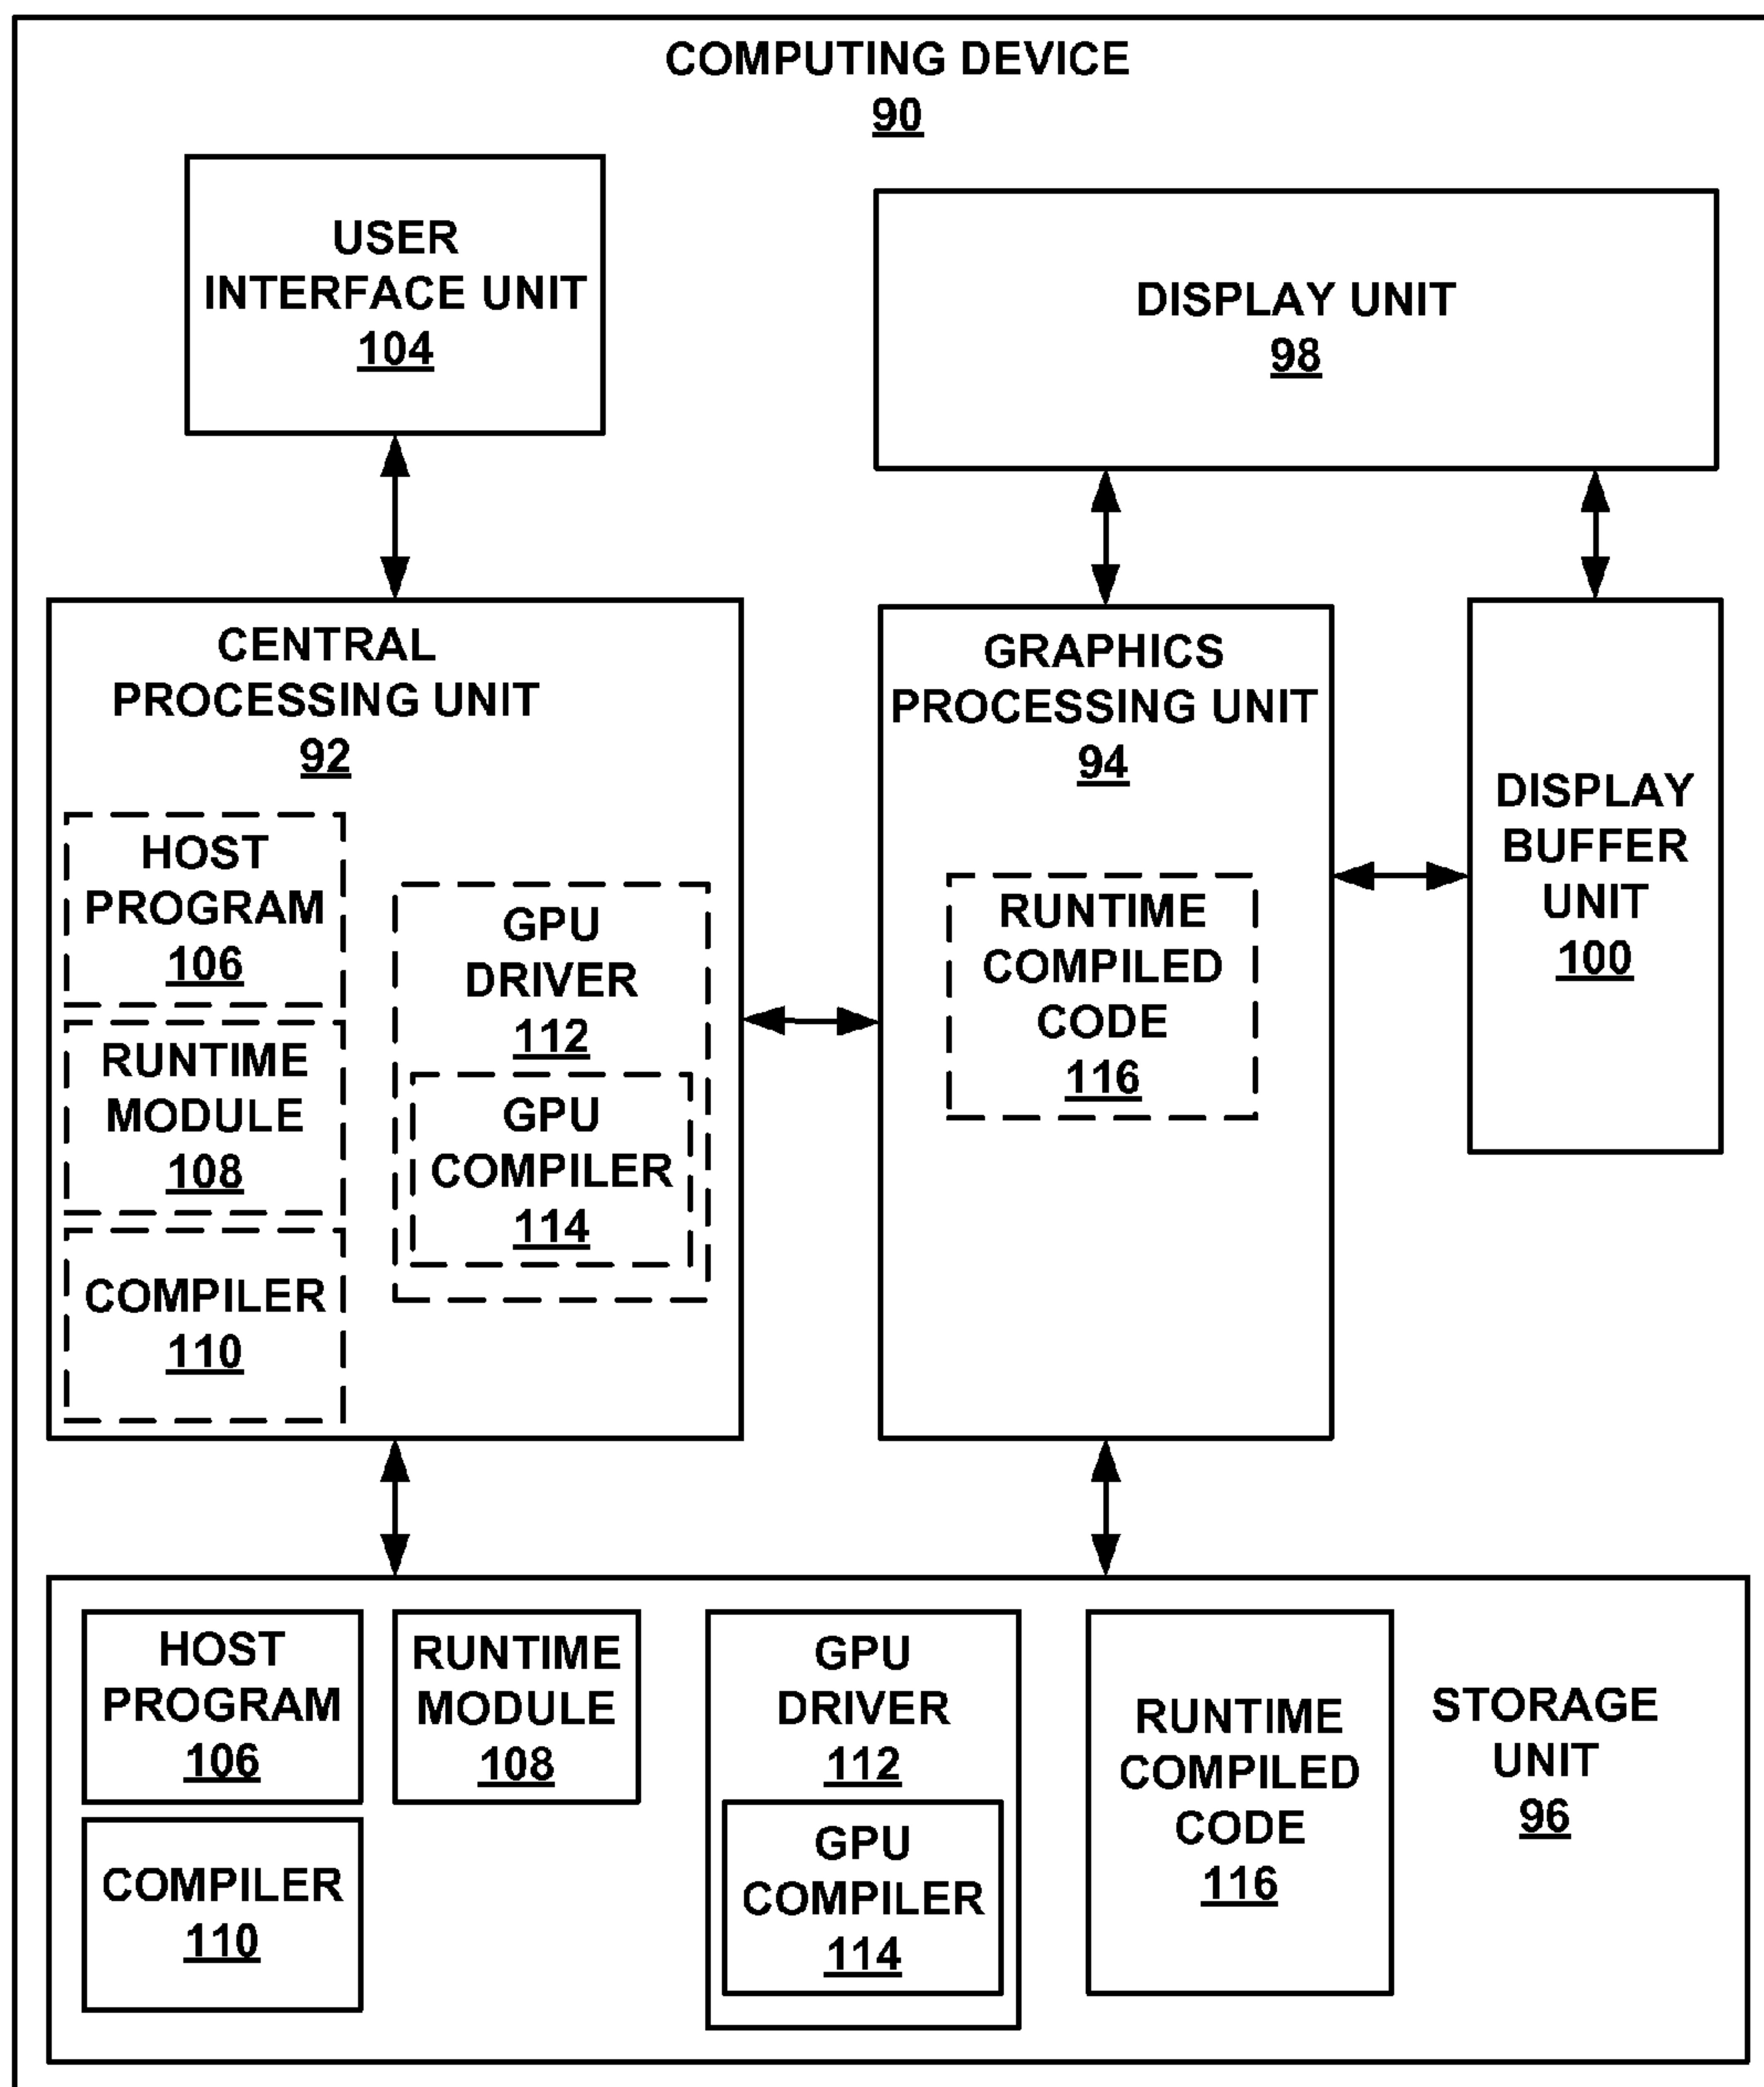 COMPUTING DEVICE
90
USER
INTERFACE UNIT
104
DISPLAY UNIT
98
CENTRAL
PROCESSING UNIT
92
HOST
PROGRAM
106
RUNTIME
MODULE
108
COMPILER
110
GPU
DRIVER
112
GPU
COMPILER
114
GRAPHICS
PROCESSING UNIT
94
RUNTIME
COMPILED
CODE
116
DISPLAY
BUFFER
UNIT
100
HOST
PROGRAM
106
RUNTIME
MODULE
108
COMPILER
110
GPU
DRIVER
112
GPU
COMPILER
114
RUNTIME
COMPILED
CODE
116
STORAGE
UNIT
96